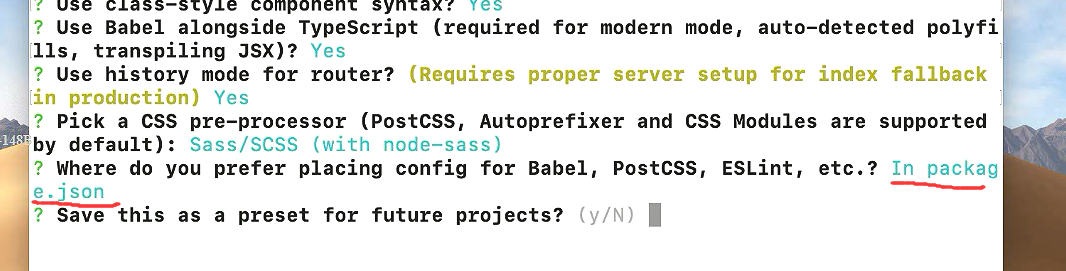 ? Use class-style component syntax? Yes
? Use Babel alongside TypeScript (required for modern mode, auto-detected polyfi
lls, transpiling JSX)? Yes
? Use history mode for router? (Requires proper server setup for index fallback
in production) Yes
? Pick a CSS pre-processor (PostCSS, Autoprefixer and CSS Modules are supported
by default): Sass/SCSS (with node-sass)
? Where do you prefer placing config for Babel, PostCSS, ESLint, etc.? In packag
e.json
? Save this as a preset for future projects? (y/N)